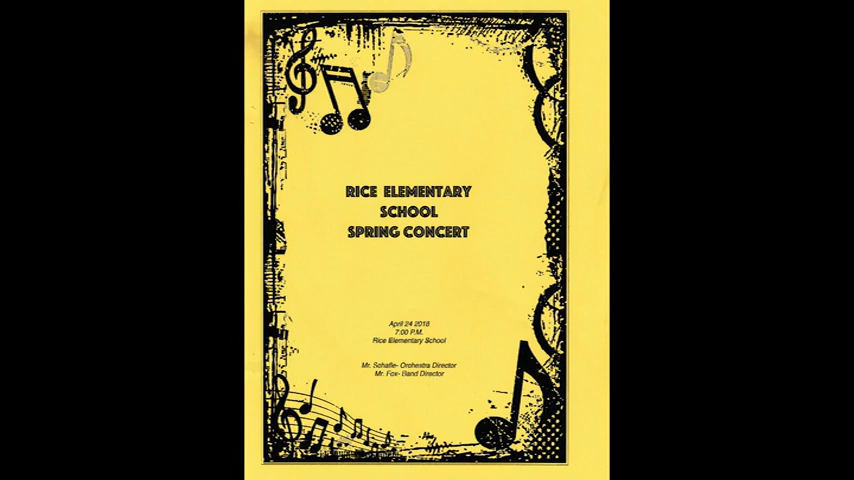 RICE ELEMENTARY
SCHOOL
SPRING CONCERT
April 24 2018
7:00 P.M.
Rice Elementary School
Mr. Schafle- Orchestra Director
Mr. Fox- Band Director